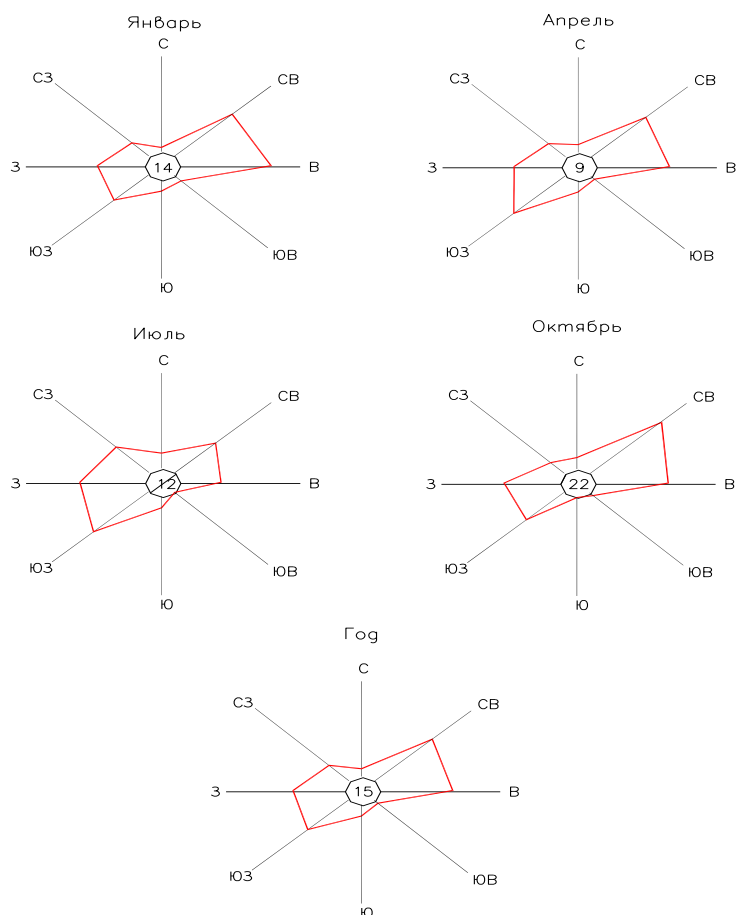 Январь
С
СЗ
СВ
З
14
В
ЮЗ
ЮВ
Ю
Апрель
С
СЗ
СВ
З
9
В
ЮЗ
ЮВ
Ю
Июль
С
СЗ
СВ
З
12
В
ЮЗ
ЮВ
Ю
Октябрь
С
СЗ
СВ
З
22
В
ЮЗ
ЮВ
Ю
Год
С
СЗ
СВ
З
15
В
ЮЗ
ЮВ
Ю